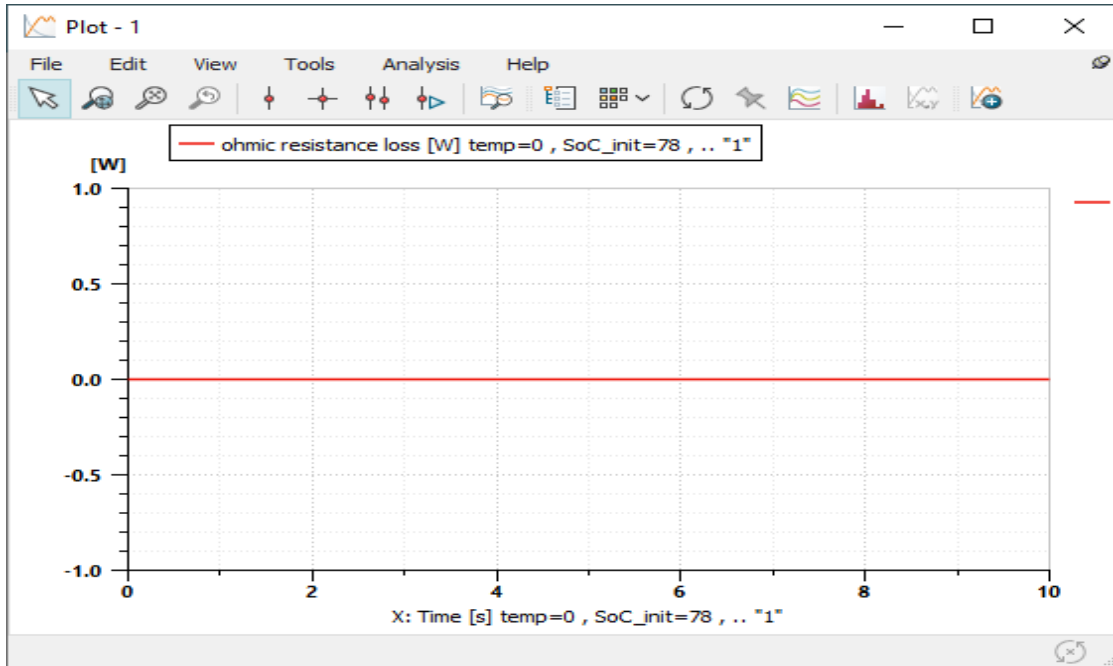 Plot - 1
File Edit View Tools Analysis Help
ohmic resistance loss [W] temp=0 , SoC_init=78 , .. "1"
[W]
1.0
0.5
0.0
-0.5
-1.0
0 2 4 6 8 10
X: Time [s] temp=0 , SoC_init=78 , .. "1"